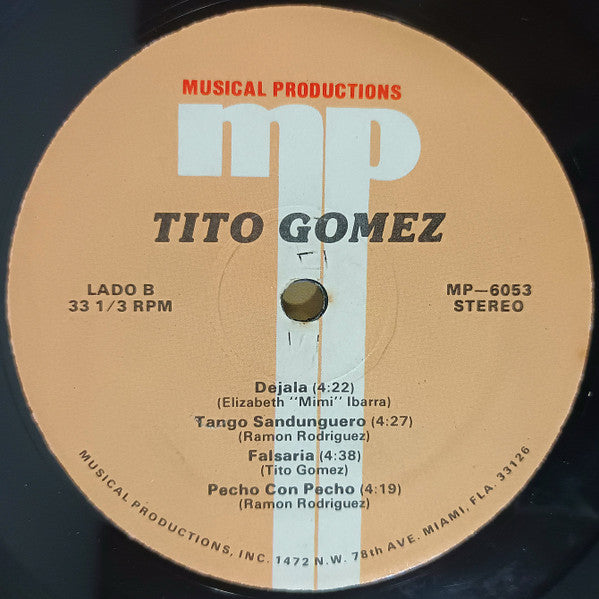 MUSICAL PRODUCTIONS
mp
TITO GOMEZ
LADO B
33 1/3 RPM
MP—6053
STEREO
Dejala (4:22)
(Elizabeth "Mimi" Ibarra)
Tango Sandunguero (4:27)
(Ramon Rodriguez)
Falsaria (4:38)
(Tito Gomez)
Pecho Con Pecho (4:19)
(Ramon Rodriguez)
MUSICAL PRODUCTIONS, INC. 1472 N.W. 78th AVE. MIAMI, FLA. 33126